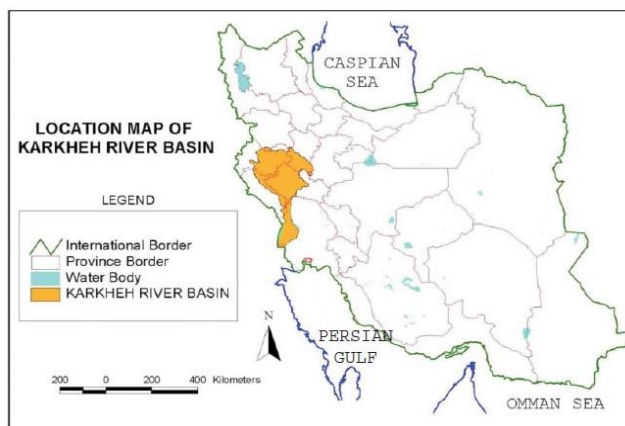 CASPIAN
SEA
LOCATION MAP OF
KARKHEH RIVER BASIN
LEGEND
International Border
Province Border
Water Body
KARKHEH RIVER BASIN
N
200 0 200 400 Kilometers
PERSIAN
GULF
OMMAN SEA